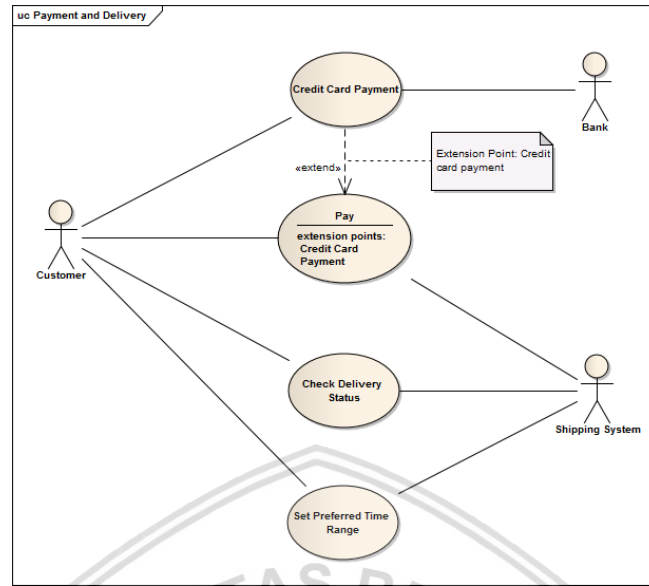 uc Payment and Delivery
Credit Card Payment
Bank
«extend»
Extension Point: Credit
card payment
Pay
extension points:
Credit Card
Payment
Customer
Check Delivery
Status
Shipping System
Set Preferred Time
Range